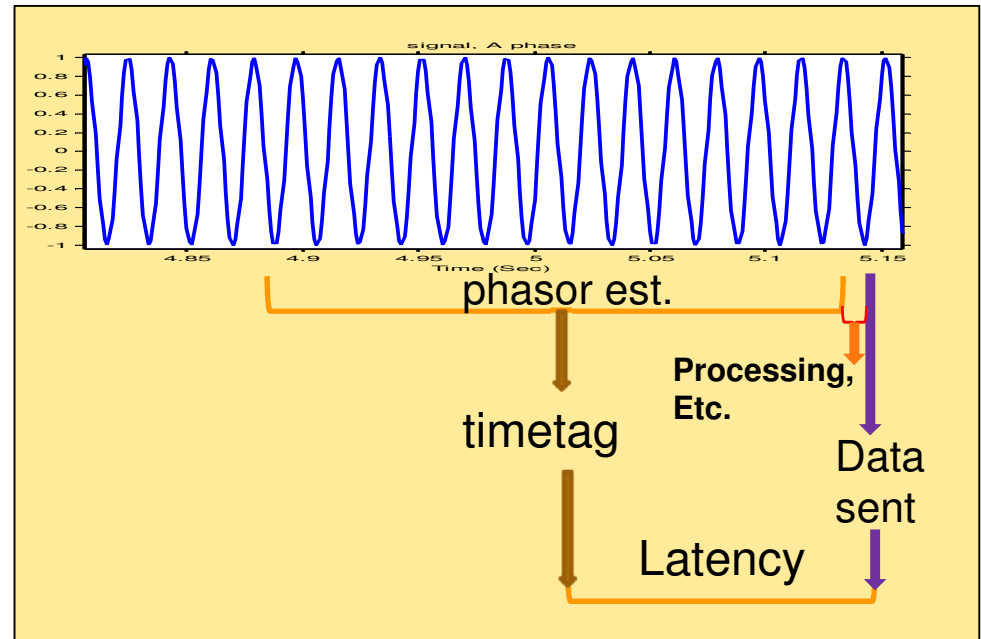 signal, A phase
1
0.8
0.6
0.4
0.2
0
-0.2
-0.4
-0.6
-0.8
-1
4.85 4.9 4.95 5 5.05 5.1 5.15
Time (Sec)
phasor est.
Processing,
Etc.
timetag
Data
sent
Latency